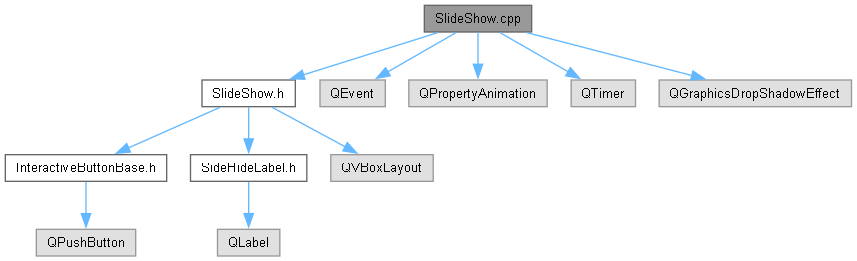 SlideShow.cpp
SlideShow.h
QEvent
QPropertyAnimation
QTimer
QGraphicsDropShadowEffect
InteractiveButtonBase.h
SideHideLabel.h
QVBoxLayout
QPushButton
QLabel